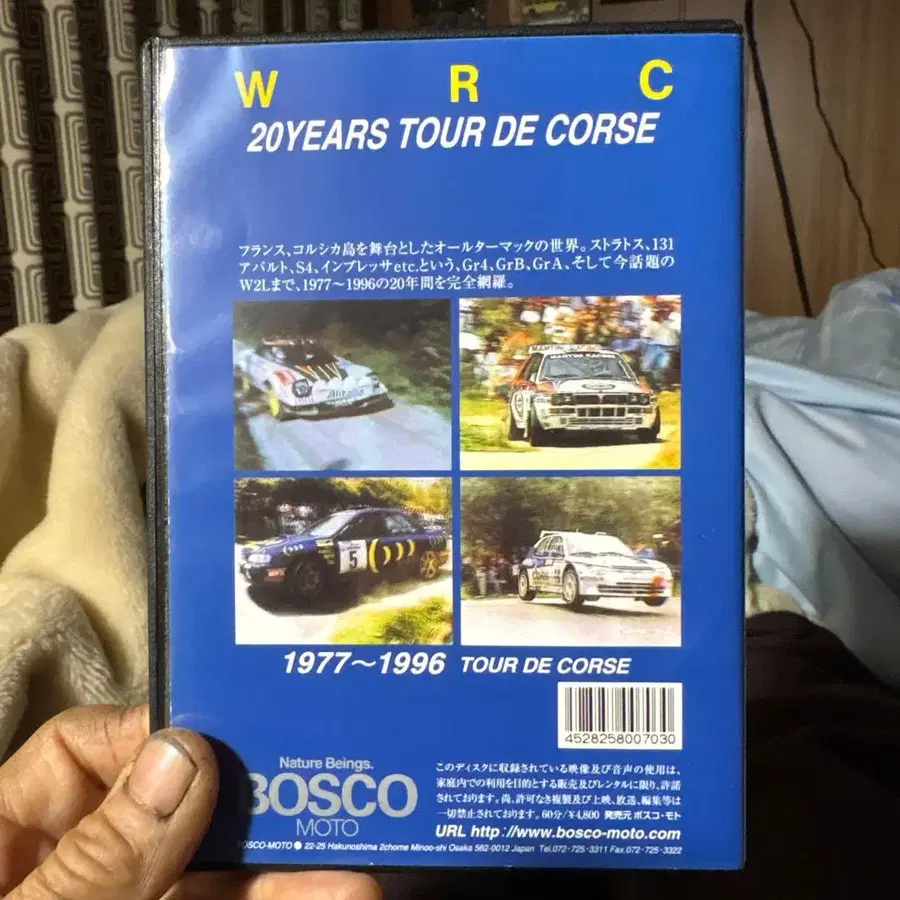 W R C
20YEARS TOUR DE CORSE
フランス、コルシカ島を舞台としたオールターマックの世界。ストラトス、131
アバルト、S4、インプレッサetc.という、Gr4、GrB、GrA、そして今話題の
W2Lまで、1977〜1996の20年間を完全網羅。
Alitalia
MARTINI RACING
5
1977〜1996 TOUR DE CORSE
4528258007030
Nature Beings.
BOSCO
MOTO
このディスクに収録されている映像及び音声の使用は、
家庭内での利用を目的とする販売及びレンタルに限り、許諾
されております。尚、許可なき複製及び上映、放送、編集等は
一切禁止されております。60分/¥4,800 発売元 ボスコ・モト
URL http://www.bosco-moto.com
BOSCO-MOTO● 22-25 Hakunoshima 2chome Minoo-shi Osaka 562-0012 Japan Tel.072・725・3311 Fax.072・725・3322